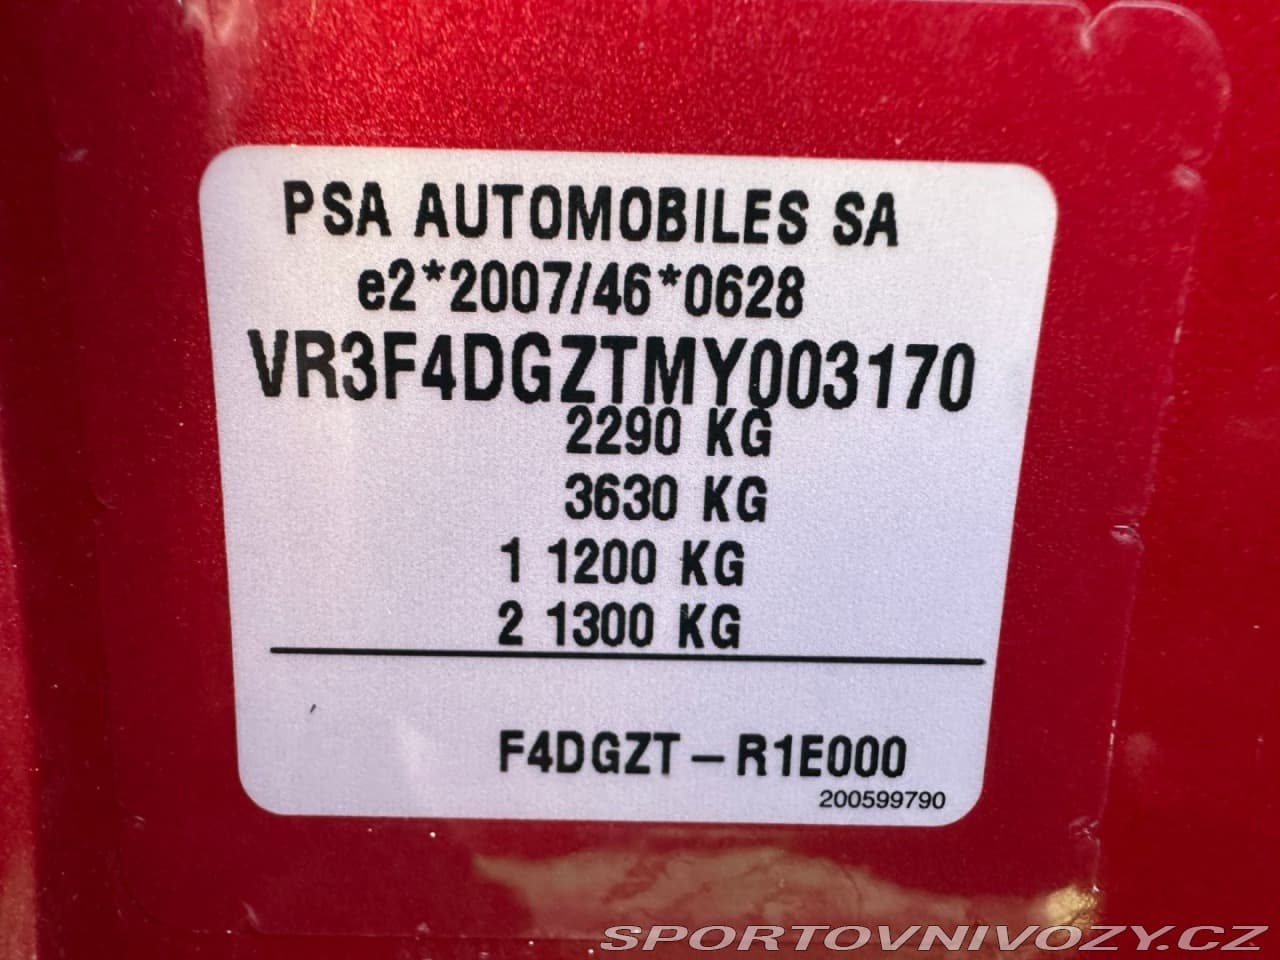 PSA AUTOMOBILES SA
e2*2007/46*0628
VR3F4DGZTMY003170
2290 KG
3630 KG
1 1200 KG
2 1300 KG
F4DGZT – R1E000
200599790
SPORTOVNIVOZY.CZ